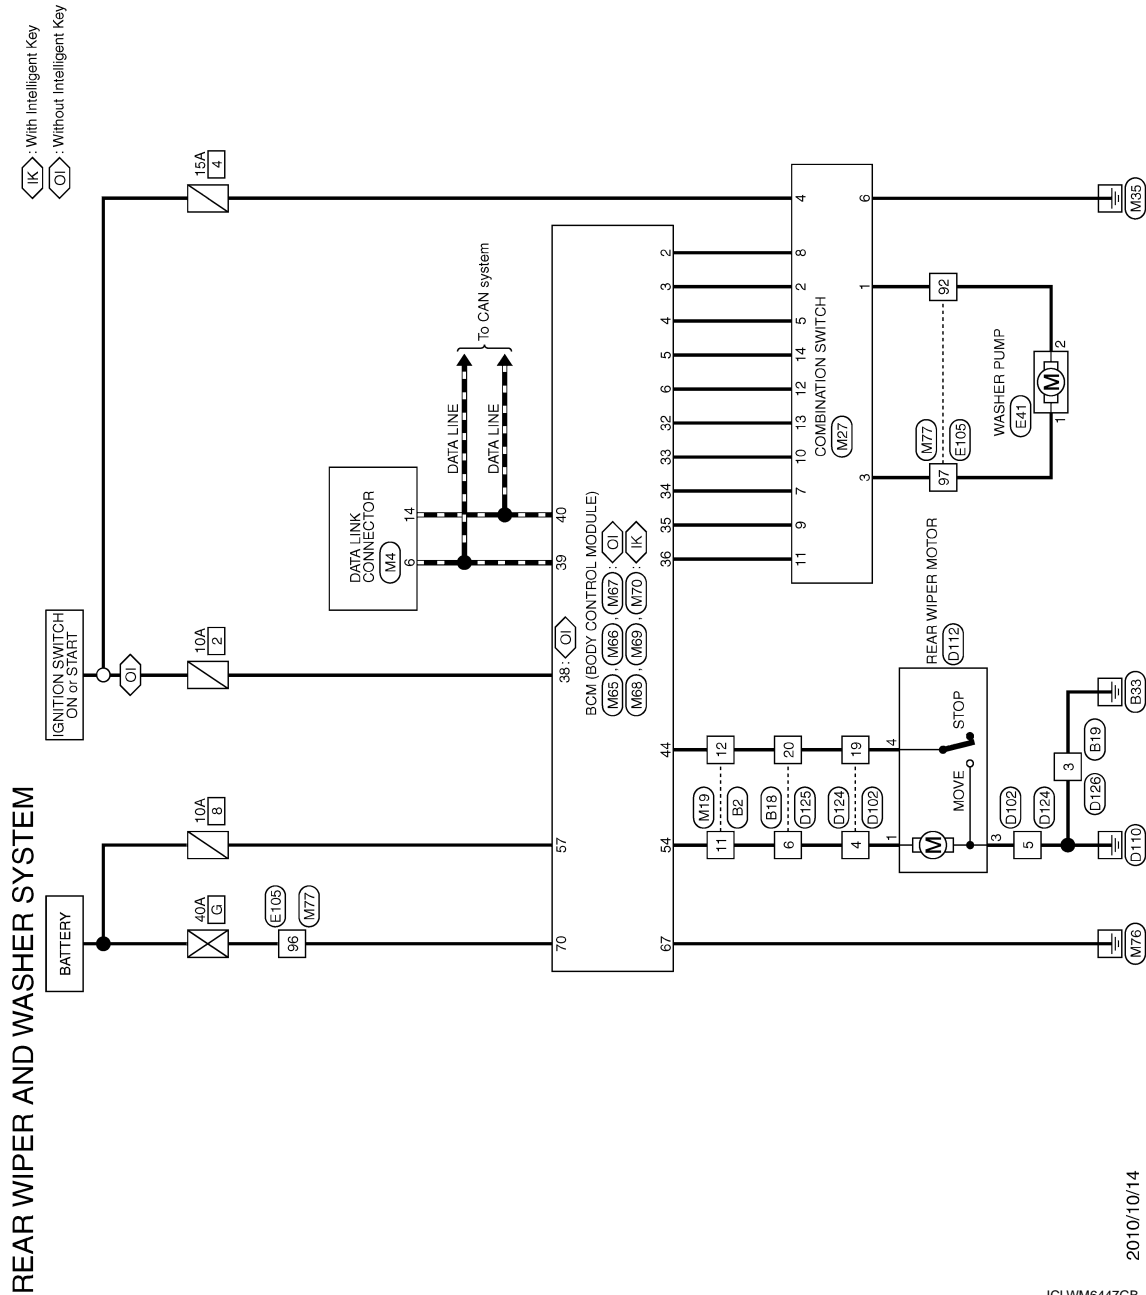 REAR WIPER AND WASHER SYSTEM
IK : With Intelligent Key
OI : Without Intelligent Key
BATTERY
IGNITION SWITCH
ON or START
OI
40A
G
10A
8
10A
2
15A
4
E105
M77
96
DATA LINK
CONNECTOR
M4
6
14
DATA LINE
DATA LINE
To CAN system
70
57
38 : OI
39
40
BCM (BODY CONTROL MODULE)
M65 , M66 , M67 : OI
M68 , M69 , M70 : IK
67
54
44
36
35
34
33
32
6
5
4
3
2
11
9
7
10
13
12
14
5
2
8
4
COMBINATION SWITCH
M27
3
1
6
M19
B2
11
12
B18
D125
6
20
D124
D102
4
19
1
4
REAR WIPER MOTOR
D112
M
MOVE
STOP
3
D102
D124
5
D126
B19
3
M77
E105
97
92
WASHER PUMP
E41
M
1
2
M76
D110
B33
M35
2010/10/14